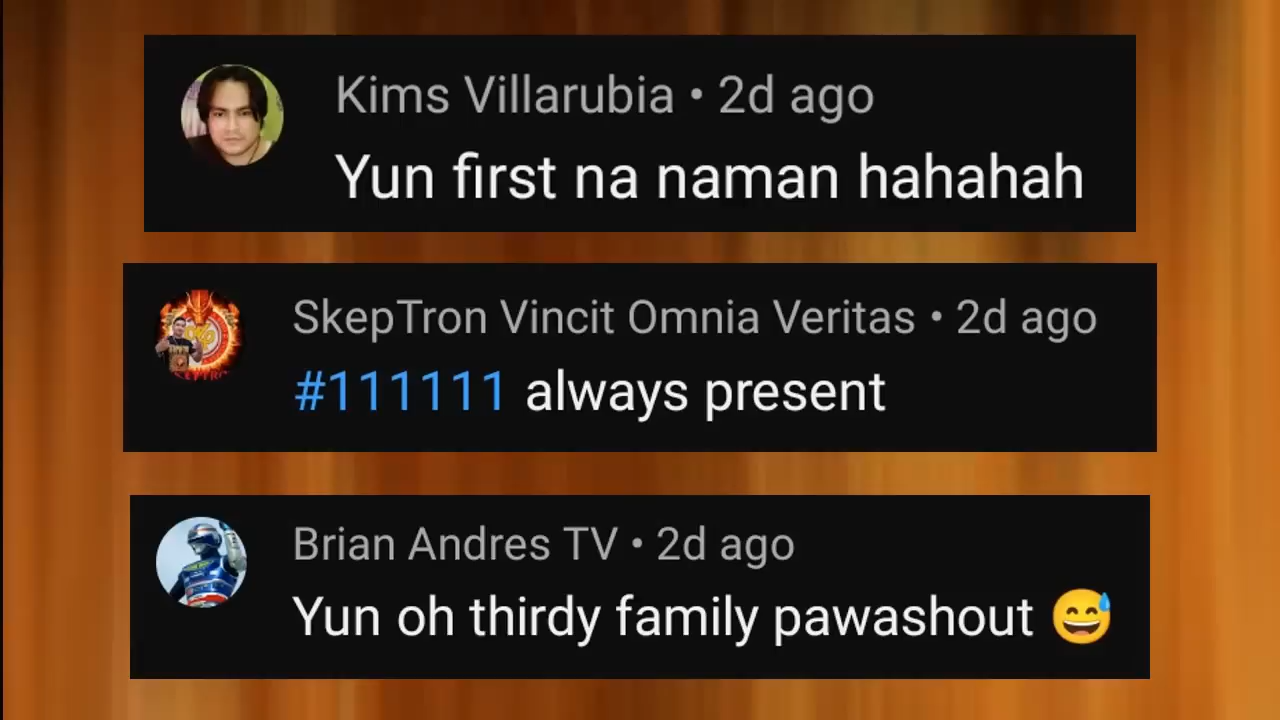 Kims Villarubia • 2d ago
Yun first na naman hahahah
SkepTron Vincit Omnia Veritas • 2d ago
#111111 always present
Brian Andres TV • 2d ago
Yun oh thirdy family pawashout 😅